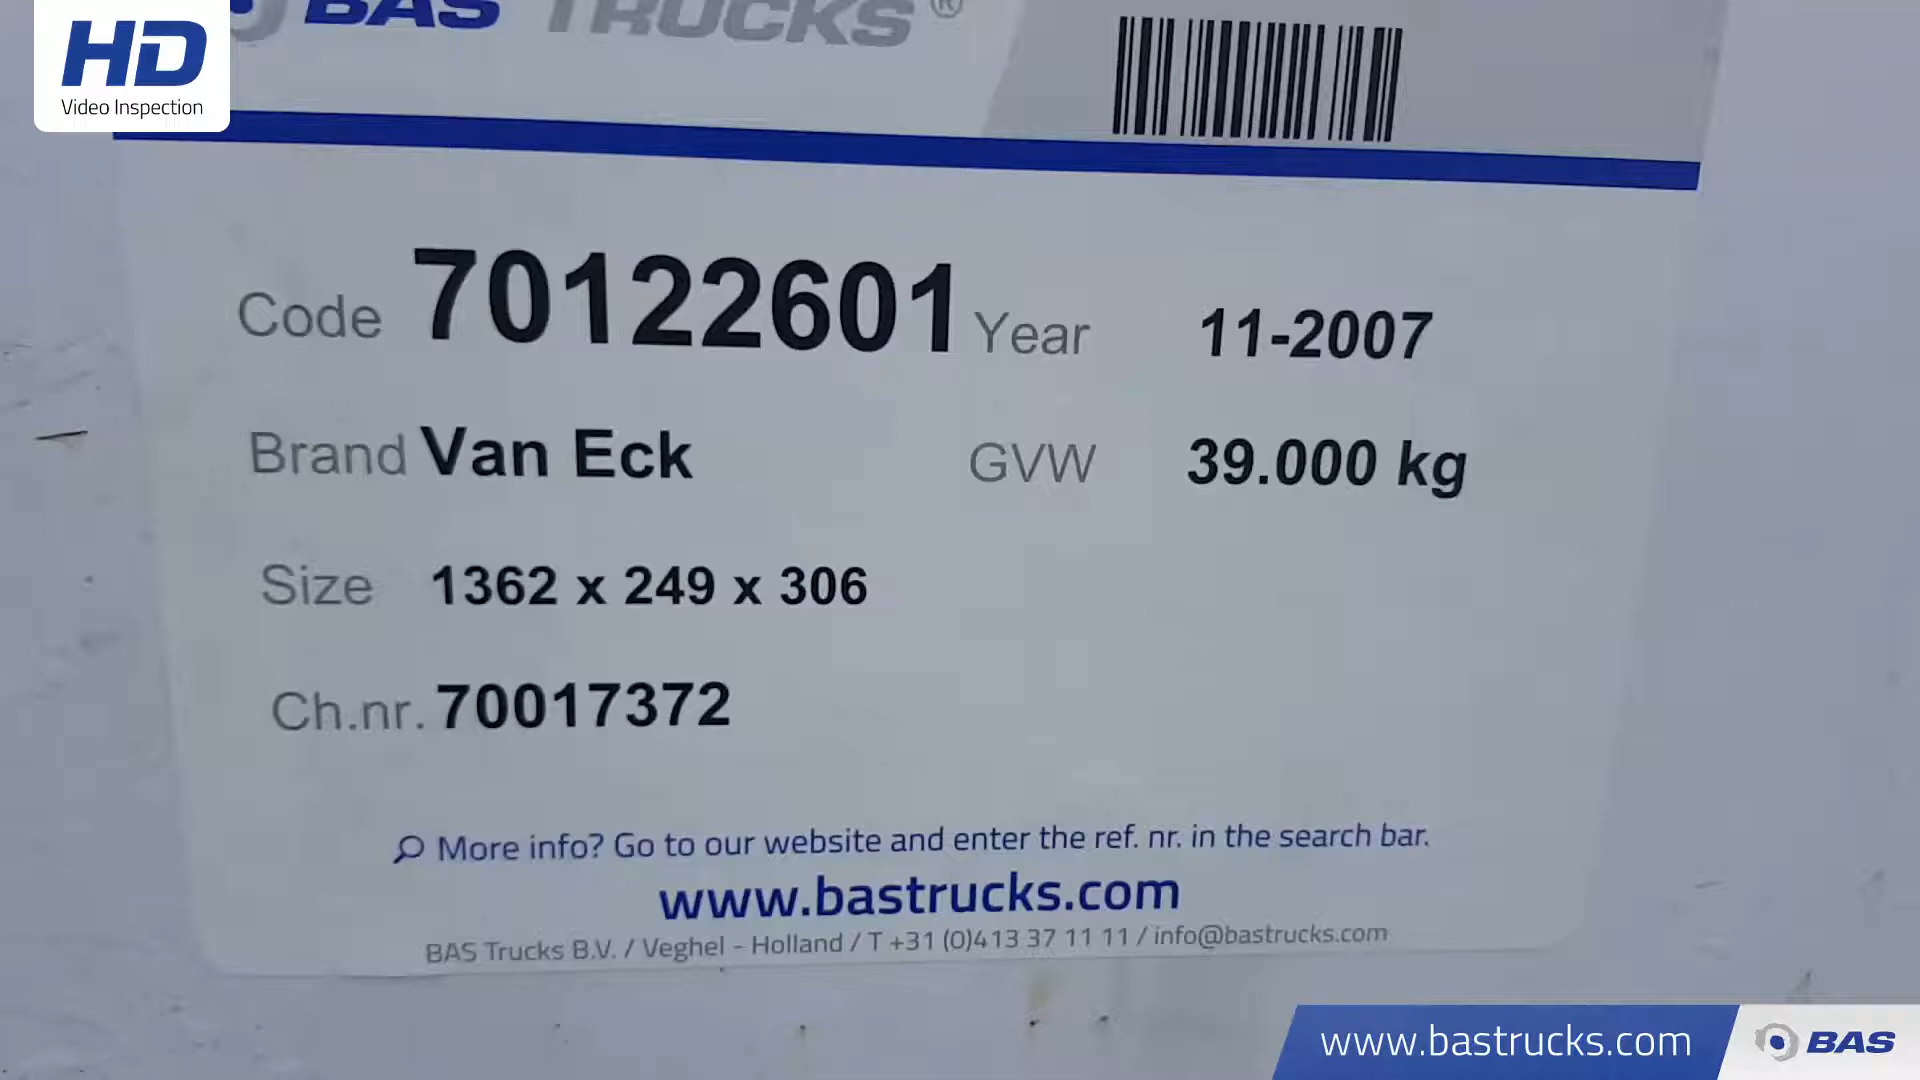 HD
Video Inspection
BAS TRUCKS ®
Code 70122601 Year 11-2007
Brand Van Eck GVW 39.000 kg
Size 1362 x 249 x 306
Ch.nr. 70017372
More info? Go to our website and enter the ref. nr. in the search bar.
www.bastrucks.com
BAS Trucks B.V. / Veghel - Holland / T +31 (0)413 37 11 11 / info@bastrucks.com
www.bastrucks.com BAS